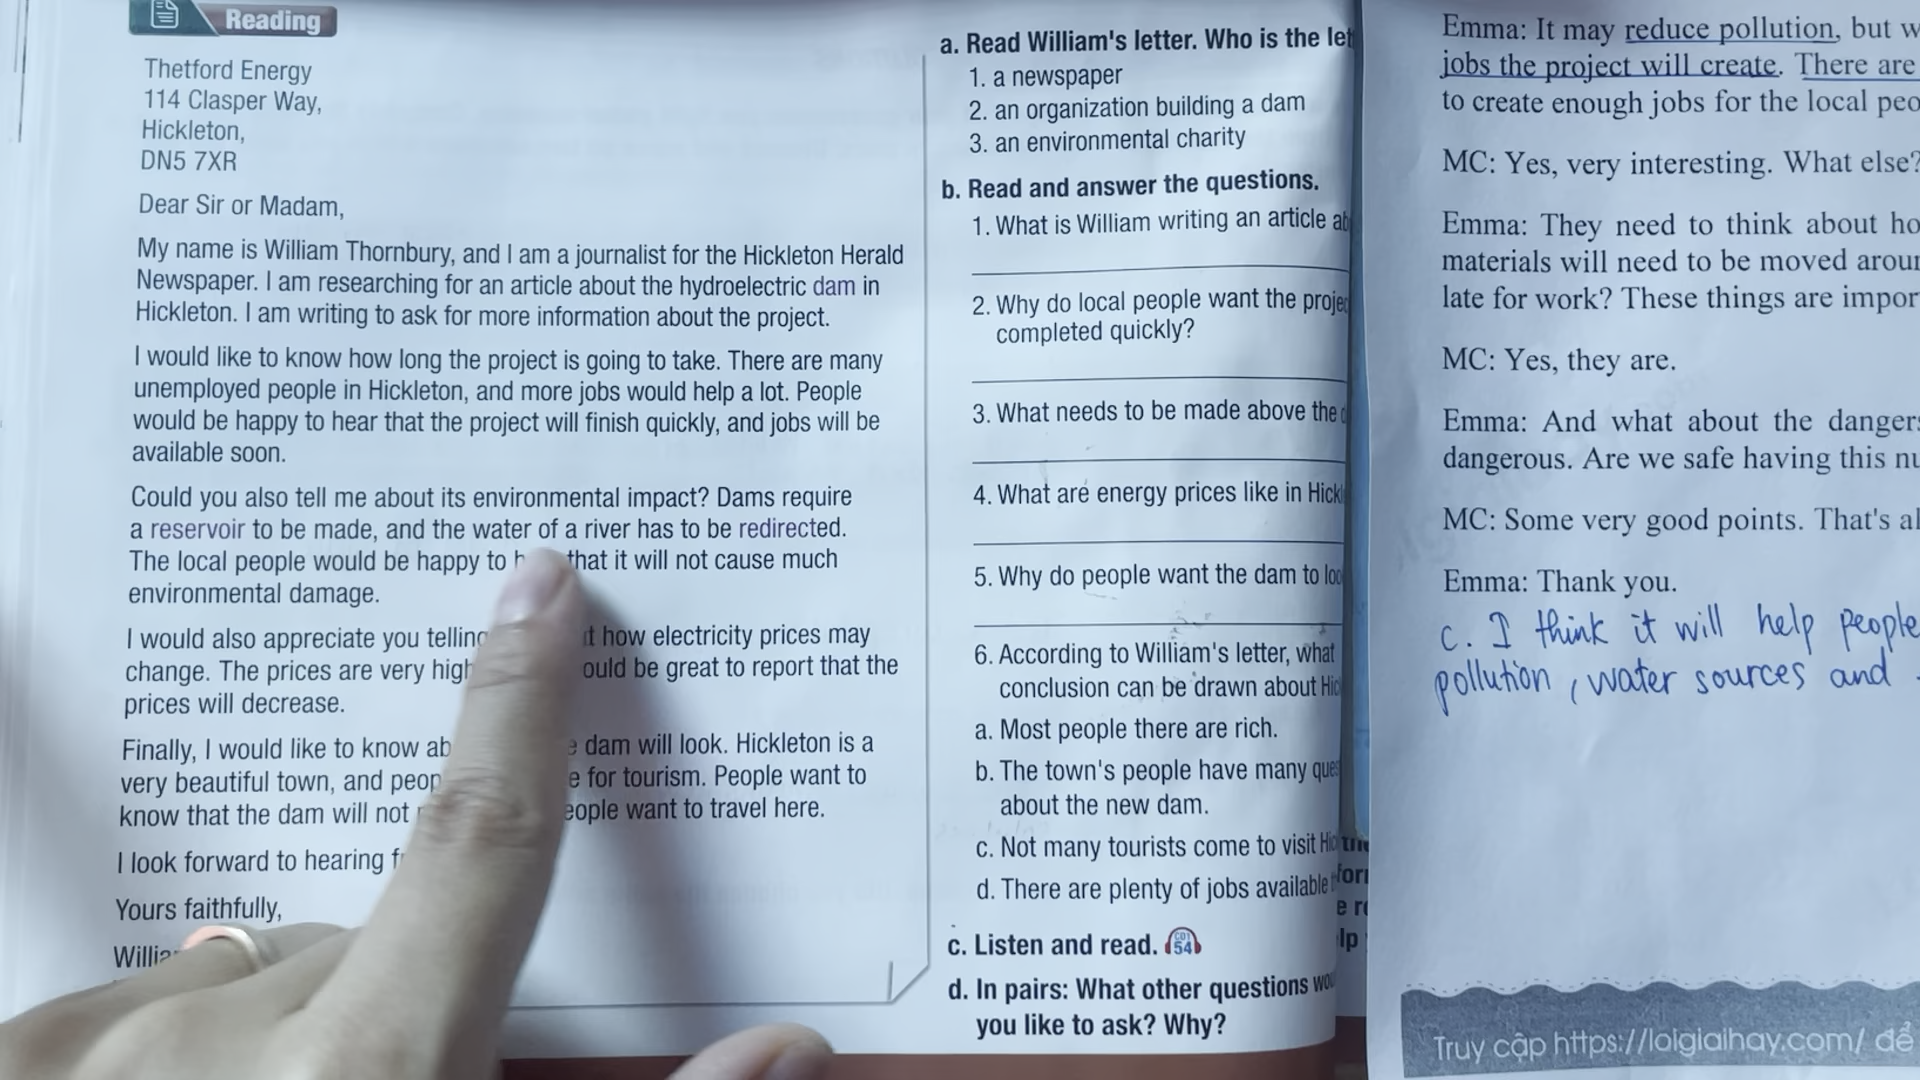 Reading
Thetford Energy
114 Clasper Way,
Hickleton,
DN5 7XR
Dear Sir or Madam,
My name is William Thornbury, and I am a journalist for the Hickleton Herald
Newspaper. I am researching for an article about the hydroelectric dam in
Hickleton. I am writing to ask for more information about the project.
I would like to know how long the project is going to take. There are many
unemployed people in Hickleton, and more jobs would help a lot. People
would be happy to hear that the project will finish quickly, and jobs will be
available soon.
Could you also tell me about its environmental impact? Dams require
a reservoir to be made, and the water of a river has to be redirected.
The local people would be happy to that it will not cause much
environmental damage.
I would also appreciate you telling how electricity prices may
change. The prices are very high would be great to report that the
prices will decrease.
Finally, I would like to know dam will look. Hickleton is a
very beautiful town, and for tourism. People want to
know that the dam will not people want to travel here.
I look forward to hearing
Yours faithfully,
a. Read William's letter. Who is the
1. a newspaper
2. an organization building a dam
3. an environmental charity
b. Read and answer the questions.
1. What is William writing an article
2. Why do local people want the
completed quickly?
3. What needs to be made above the
4. What are energy prices like in
5. Why do people want the dam to
6. According to William's letter, what
conclusion can be drawn about
a. Most people there are rich.
b. The town's people have many
about the new dam.
c. Not many tourists come to visit
d. There are plenty of jobs available
c. Listen and read. CD1 54
d. In pairs: What other questions
you like to ask? Why?
Emma: It may reduce pollution, but
jobs the project will create. There are
to create enough jobs for the local
MC: Yes, very interesting. What else?
Emma: They need to think about
materials will need to be moved
late for work? These things are
MC: Yes, they are.
Emma: And what about the
dangerous. Are we safe having this
MC: Some very good points. That's
Emma: Thank you.
c. I think it will help people
pollution, water sources and
Truy cập https://loigiaihay.com/ để